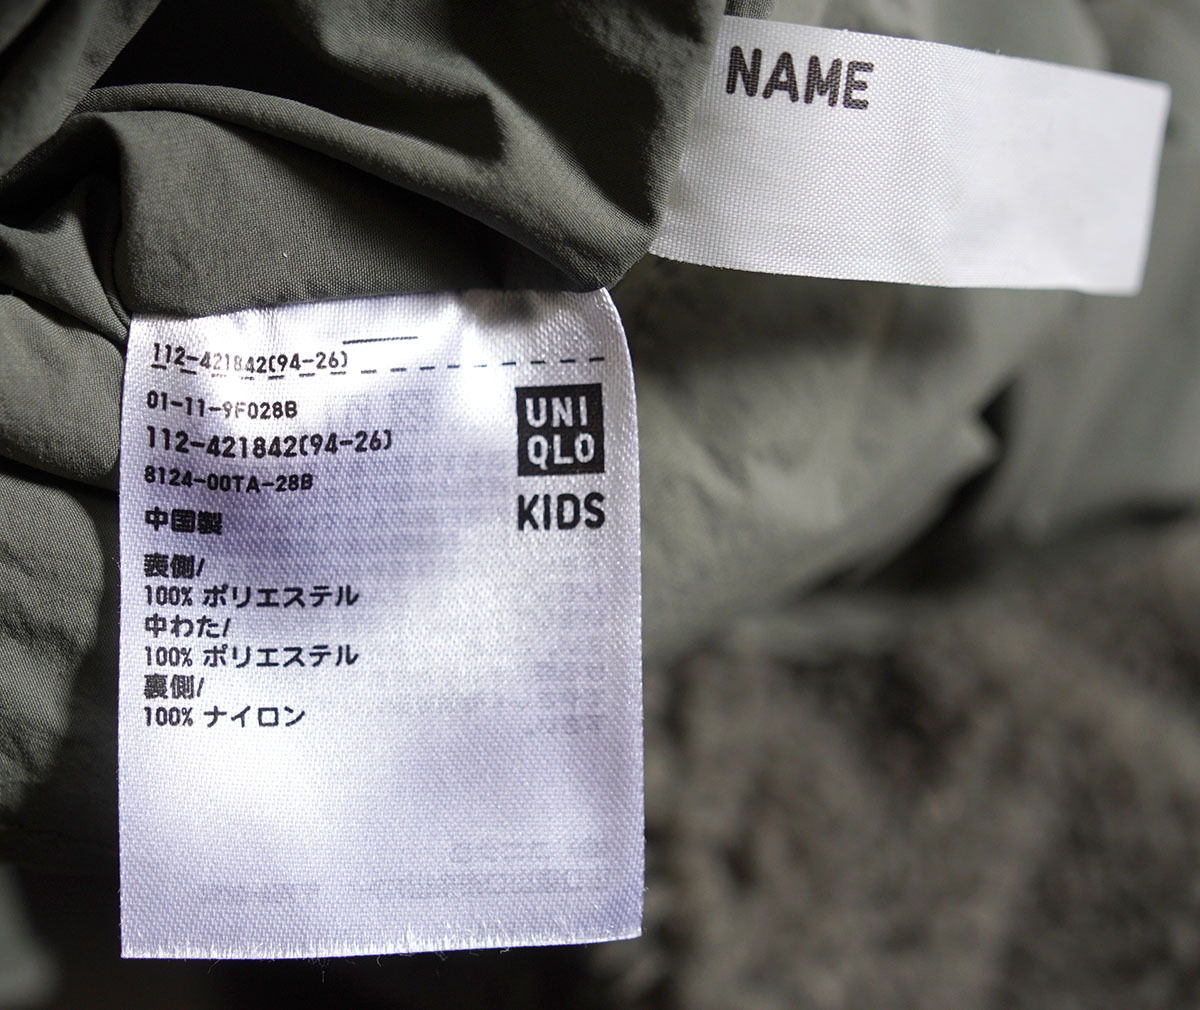 NAME
112-421842(94-26)
01-11-9F028B
112-421842(94-26)
8124-00TA-28B
UNI
QLO
KIDS
中国製
表側/
100% ポリエステル
中わた/
100% ポリエステル
裏側/
100% ナイロン